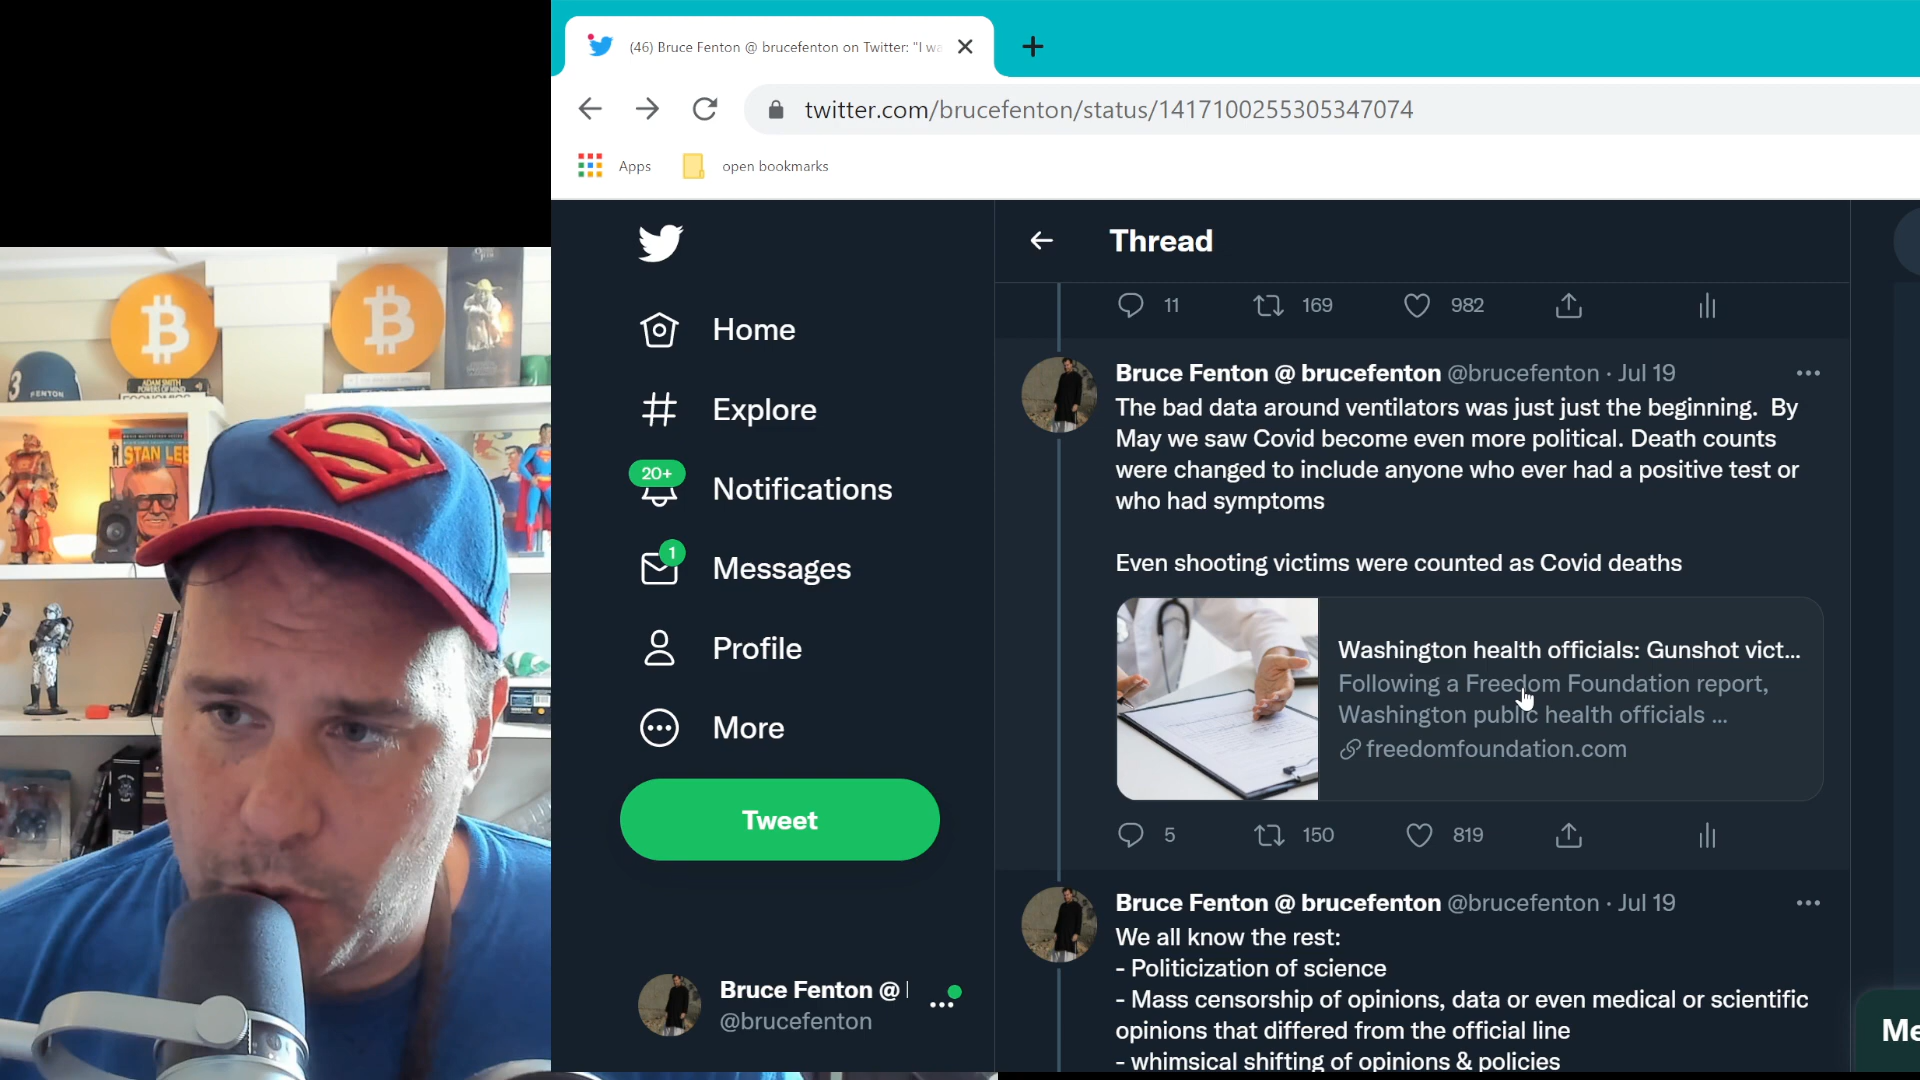 (46) Bruce Fenton @ brucefenton on Twitter: "I wa
twitter.com/brucefenton/status/1417100255305347074
Apps
open bookmarks
Thread
Home
Explore
20+
Notifications
1
Messages
Profile
More
Tweet
Bruce Fenton @
@brucefenton
11
169
982
Bruce Fenton @ brucefenton @brucefenton · Jul 19
The bad data around ventilators was just just the beginning. By
May we saw Covid become even more political. Death counts
were changed to include anyone who ever had a positive test or
who had symptoms
Even shooting victims were counted as Covid deaths
Washington health officials: Gunshot vict...
Following a Freedom Foundation report,
Washington public health officials ...
freedomfoundation.com
5
150
819
Bruce Fenton @ brucefenton @brucefenton · Jul 19
We all know the rest:
- Politicization of science
- Mass censorship of opinions, data or even medical or scientific
opinions that differed from the official line
- whimsical shifting of opinions & policies
Me
3
FENTON
ADAM SMITH
ECONOMICS
STAN LEE